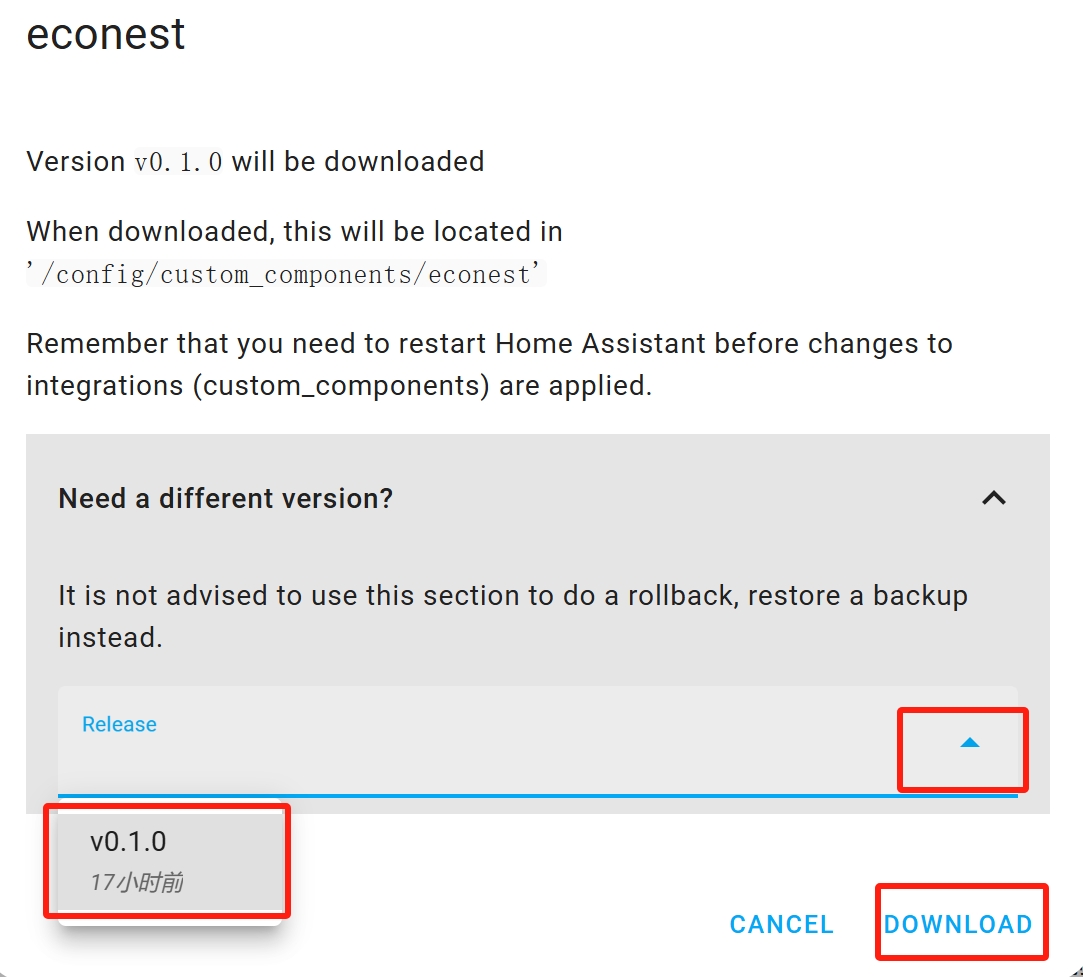 econest
Version v0.1.0 will be downloaded
When downloaded, this will be located in
'/config/custom_components/econest'
Remember that you need to restart Home Assistant before changes to
integrations (custom_components) are applied.
Need a different version?
It is not advised to use this section to do a rollback, restore a backup
instead.
Release
v0.1.0
17小时前
CANCEL DOWNLOAD